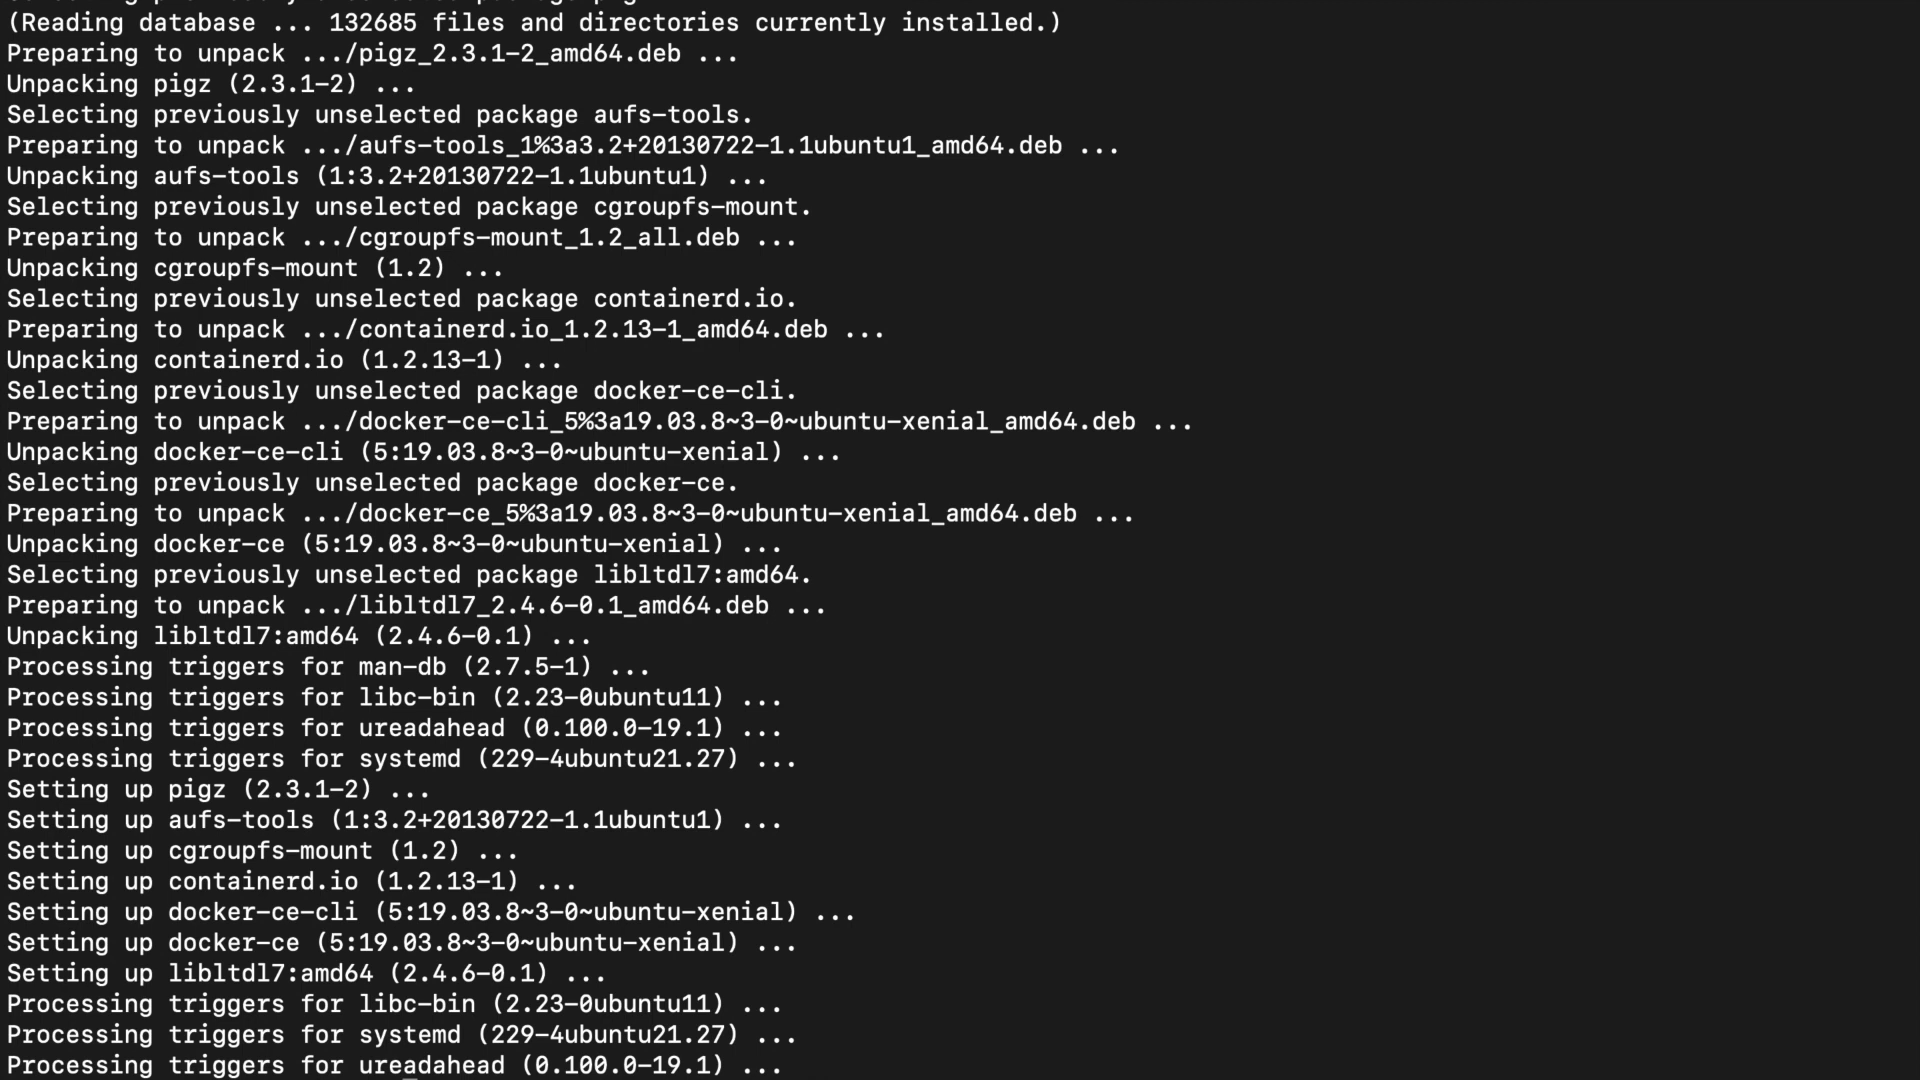 (Reading database ... 132685 files and directories currently installed.)
Preparing to unpack .../pigz_2.3.1-2_amd64.deb ...
Unpacking pigz (2.3.1-2) ...
Selecting previously unselected package aufs-tools.
Preparing to unpack .../aufs-tools_1%3a3.2+20130722-1.1ubuntu1_amd64.deb ...
Unpacking aufs-tools (1:3.2+20130722-1.1ubuntu1) ...
Selecting previously unselected package cgroupfs-mount.
Preparing to unpack .../cgroupfs-mount_1.2_all.deb ...
Unpacking cgroupfs-mount (1.2) ...
Selecting previously unselected package containerd.io.
Preparing to unpack .../containerd.io_1.2.13-1_amd64.deb ...
Unpacking containerd.io (1.2.13-1) ...
Selecting previously unselected package docker-ce-cli.
Preparing to unpack .../docker-ce-cli_5%3a19.03.8~3-0~ubuntu-xenial_amd64.deb ...
Unpacking docker-ce-cli (5:19.03.8~3-0~ubuntu-xenial) ...
Selecting previously unselected package docker-ce.
Preparing to unpack .../docker-ce_5%3a19.03.8~3-0~ubuntu-xenial_amd64.deb ...
Unpacking docker-ce (5:19.03.8~3-0~ubuntu-xenial) ...
Selecting previously unselected package libltdl7:amd64.
Preparing to unpack .../libltdl7_2.4.6-0.1_amd64.deb ...
Unpacking libltdl7:amd64 (2.4.6-0.1) ...
Processing triggers for man-db (2.7.5-1) ...
Processing triggers for libc-bin (2.23-0ubuntu11) ...
Processing triggers for ureadahead (0.100.0-19.1) ...
Processing triggers for systemd (229-4ubuntu21.27) ...
Setting up pigz (2.3.1-2) ...
Setting up aufs-tools (1:3.2+20130722-1.1ubuntu1) ...
Setting up cgroupfs-mount (1.2) ...
Setting up containerd.io (1.2.13-1) ...
Setting up docker-ce-cli (5:19.03.8~3-0~ubuntu-xenial) ...
Setting up docker-ce (5:19.03.8~3-0~ubuntu-xenial) ...
Setting up libltdl7:amd64 (2.4.6-0.1) ...
Processing triggers for libc-bin (2.23-0ubuntu11) ...
Processing triggers for systemd (229-4ubuntu21.27) ...
Processing triggers for ureadahead (0.100.0-19.1) ...